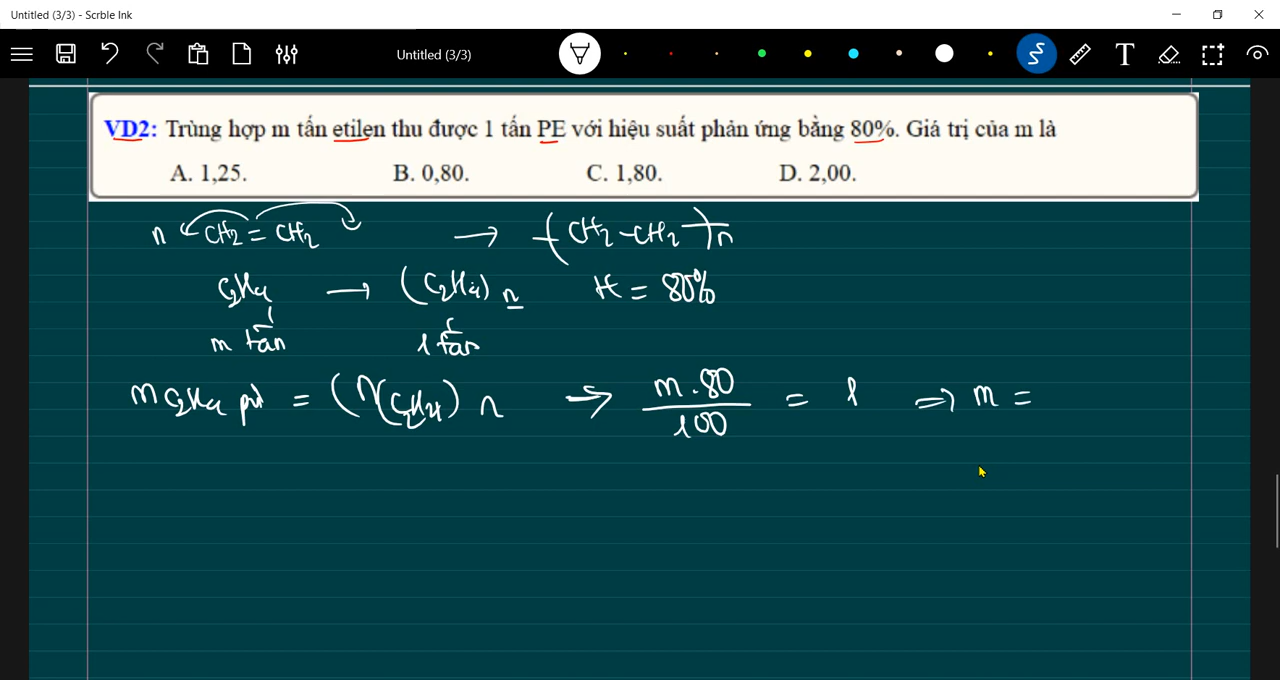 Untitled (3/3) - Scrble Ink
Untitled (3/3)
VD2: Trùng hợp m tấn etilen thu được 1 tấn PE với hiệu suất phản ứng bằng 80%. Giá trị của m là
A. 1,25. B. 0,80. C. 1,80. D. 2,00.
n CH2 = CH2 → (CH2 - CH2)n
C2H4 → (C2H4)n H = 80%
m tấn 1 tấn
mC2H4 pứ = (m(C2H4)n ⇒ m.80/100 = 1 ⇒ m =